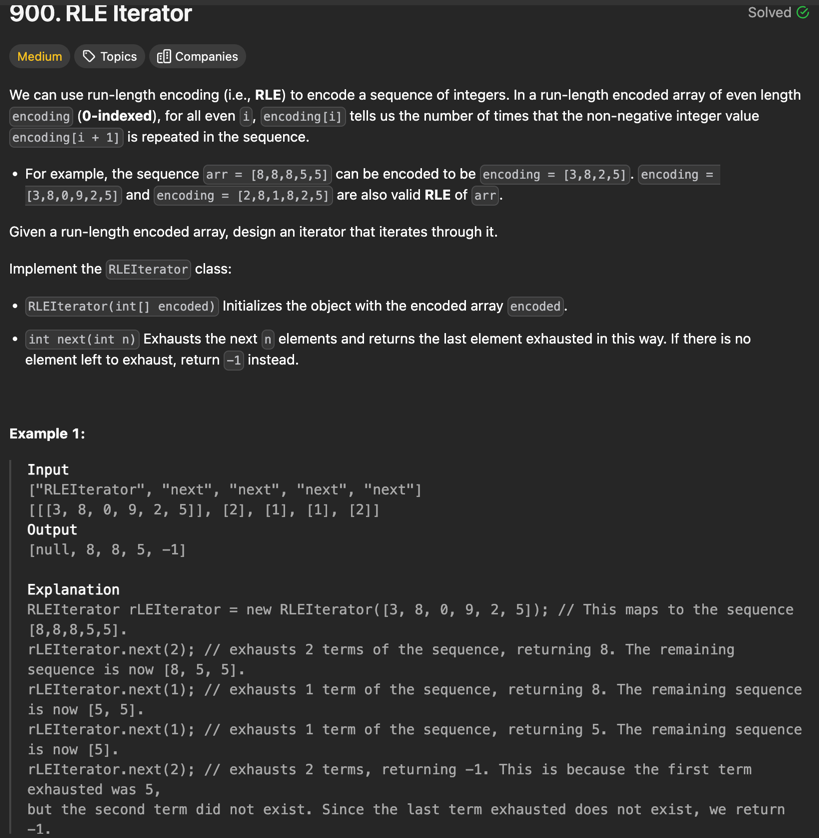 900. RLE Iterator
Solved
Medium Topics Companies
We can use run-length encoding (i.e., RLE) to encode a sequence of integers. In a run-length encoded array of even length
encoding (0-indexed), for all even i, encoding[i] tells us the number of times that the non-negative integer value
encoding[i + 1] is repeated in the sequence.
• For example, the sequence arr = [8,8,8,5,5] can be encoded to be encoding = [3,8,2,5]. encoding =
[3,8,0,9,2,5] and encoding = [2,8,1,8,2,5] are also valid RLE of arr.
Given a run-length encoded array, design an iterator that iterates through it.
Implement the RLEIterator class:
• RLEIterator(int[] encoded) Initializes the object with the encoded array encoded.
• int next(int n) Exhausts the next n elements and returns the last element exhausted in this way. If there is no
element left to exhaust, return -1 instead.
Example 1:
Input
["RLEIterator", "next", "next", "next", "next"]
[[[3, 8, 0, 9, 2, 5]], [2], [1], [1], [2]]
Output
[null, 8, 8, 5, -1]
Explanation
RLEIterator rLEIterator = new RLEIterator([3, 8, 0, 9, 2, 5]); // This maps to the sequence
[8,8,8,5,5].
rLEIterator.next(2); // exhausts 2 terms of the sequence, returning 8. The remaining
sequence is now [8, 5, 5].
rLEIterator.next(1); // exhausts 1 term of the sequence, returning 8. The remaining sequence
is now [5, 5].
rLEIterator.next(1); // exhausts 1 term of the sequence, returning 5. The remaining sequence
is now [5].
rLEIterator.next(2); // exhausts 2 terms, returning -1. This is because the first term
exhausted was 5,
but the second term did not exist. Since the last term exhausted does not exist, we return
-1.